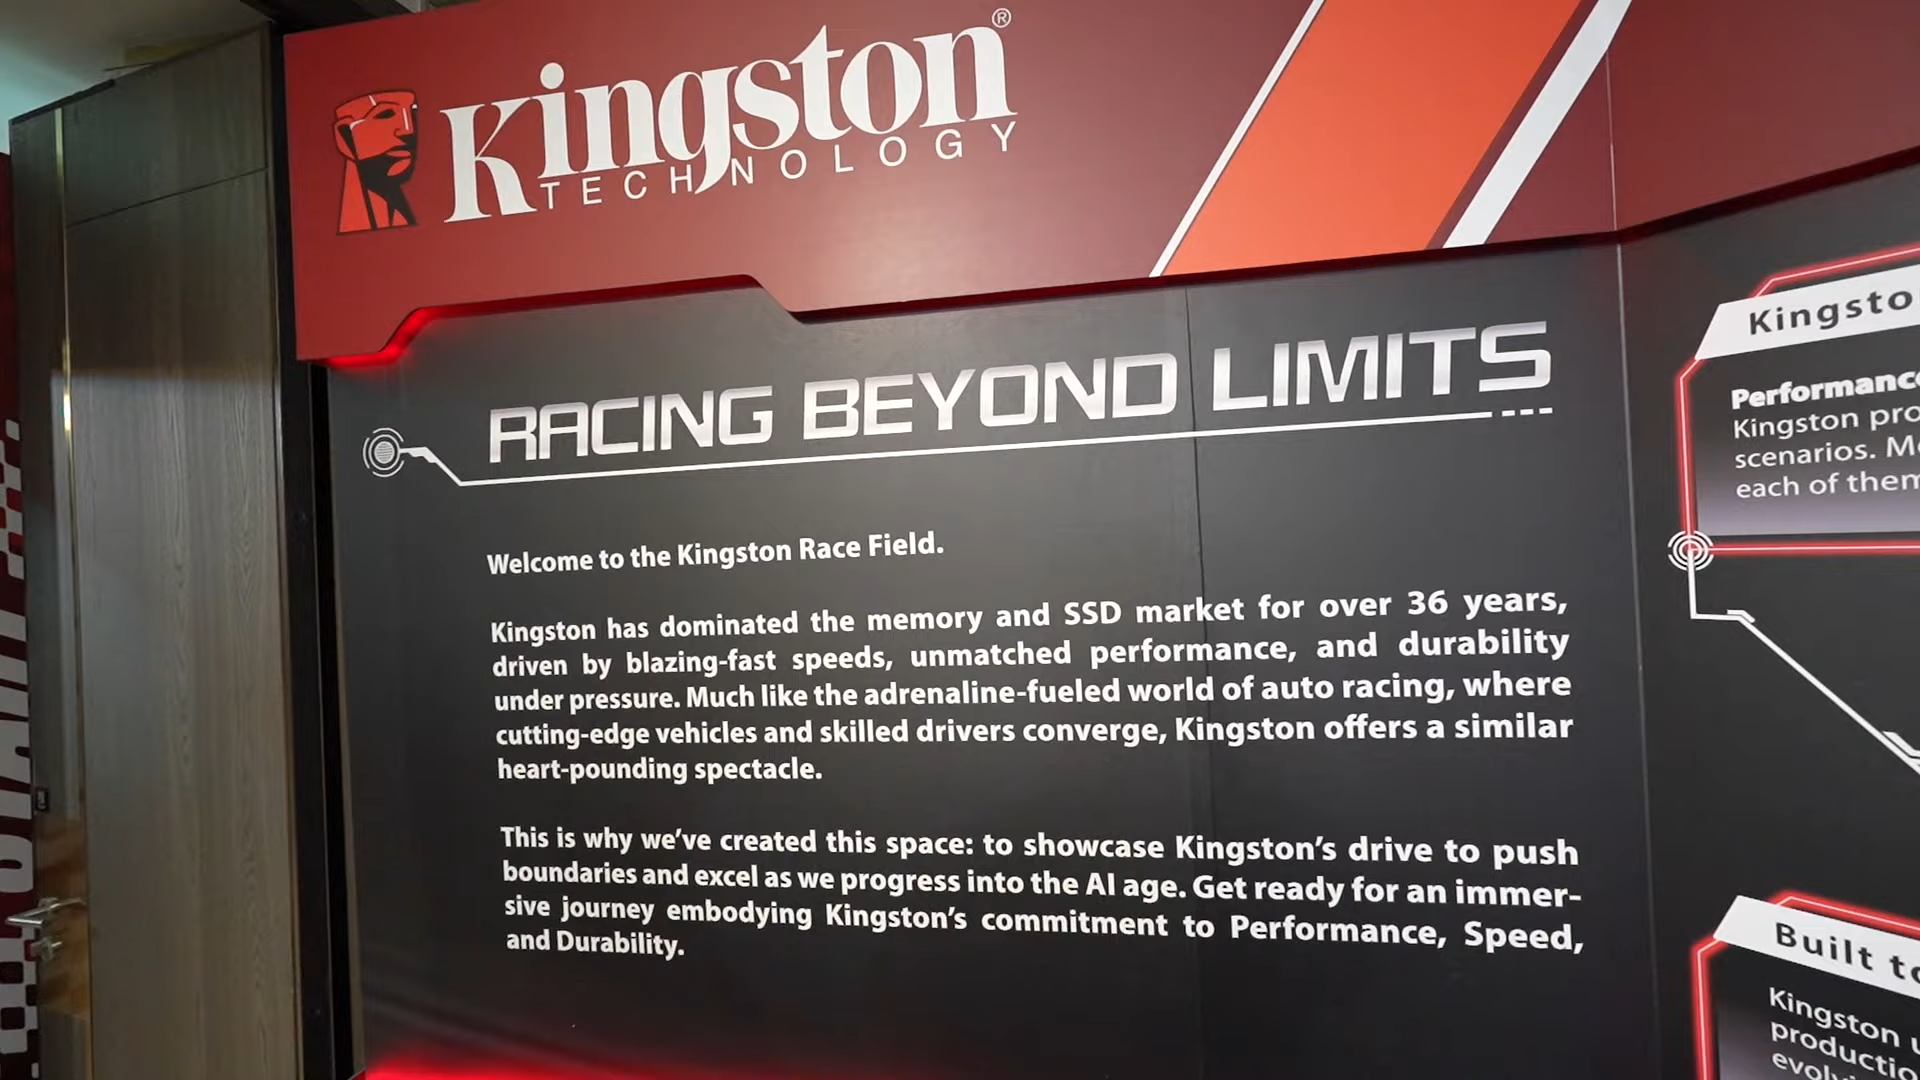 Kingston®
TECHNOLOGY
RACING BEYOND LIMITS
Welcome to the Kingston Race Field.
Kingston has dominated the memory and SSD market for over 36 years,
driven by blazing-fast speeds, unmatched performance, and durability
under pressure. Much like the adrenaline-fueled world of auto racing, where
cutting-edge vehicles and skilled drivers converge, Kingston offers a similar
heart-pounding spectacle.
This is why we’ve created this space: to showcase Kingston’s drive to push
boundaries and excel as we progress into the AI age. Get ready for an immer-
sive journey embodying Kingston’s commitment to Performance, Speed,
and Durability.
Kingsto
Performance
Kingston pro
scenarios. Mo
each of them
Built to
Kingston u
productio
evol